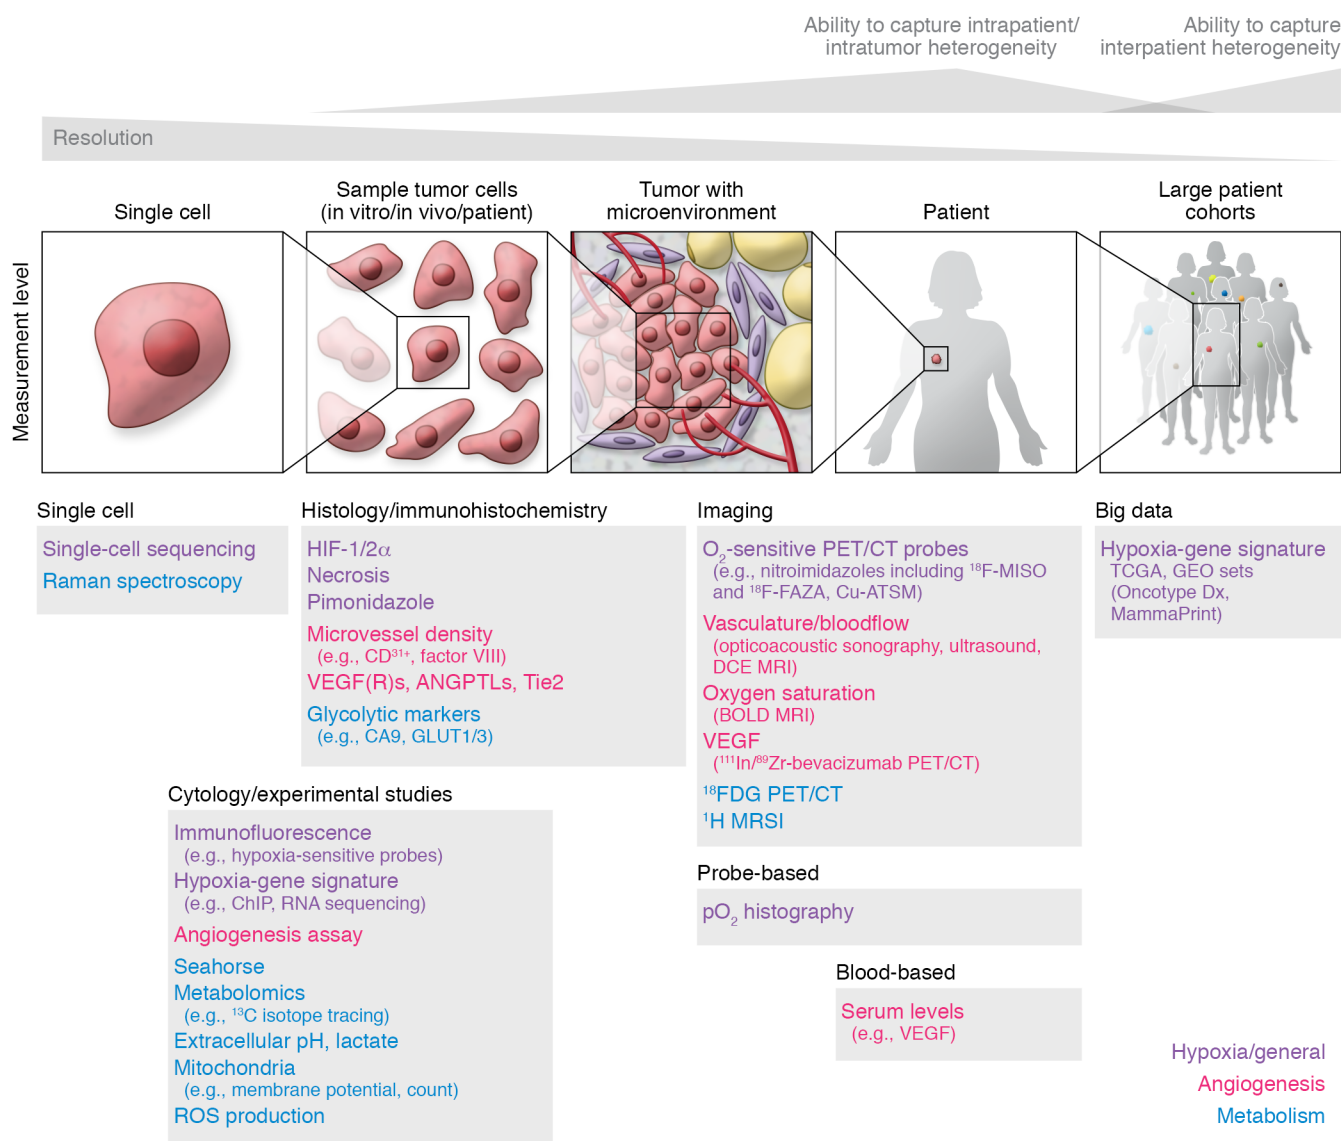 Ability to capture intrapatient/
intratumor heterogeneity
Ability to capture
interpatient heterogeneity
Resolution
Measurement level
Single cell
Sample tumor cells
(in vitro/in vivo/patient)
Tumor with
microenvironment
Patient
Large patient
cohorts
Single cell
Single-cell sequencing
Raman spectroscopy
Histology/immunohistochemistry
HIF-1/2α
Necrosis
Pimonidazole
Microvessel density
(e.g., CD³¹⁺, factor VIII)
VEGF(R)s, ANGPTLs, Tie2
Glycolytic markers
(e.g., CA9, GLUT1/3)
Cytology/experimental studies
Immunofluorescence
(e.g., hypoxia-sensitive probes)
Hypoxia-gene signature
(e.g., ChIP, RNA sequencing)
Angiogenesis assay
Seahorse
Metabolomics
(e.g., ¹³C isotope tracing)
Extracellular pH, lactate
Mitochondria
(e.g., membrane potential, count)
ROS production
Imaging
O₂-sensitive PET/CT probes
(e.g., nitroimidazoles including ¹⁸F-MISO
and ¹⁸F-FAZA, Cu-ATSM)
Vasculature/bloodflow
(opticoacoustic sonography, ultrasound,
DCE MRI)
Oxygen saturation
(BOLD MRI)
VEGF
(¹¹¹In/⁸⁹Zr-bevacizumab PET/CT)
¹⁸FDG PET/CT
¹H MRSI
Probe-based
pO₂ histography
Blood-based
Serum levels
(e.g., VEGF)
Big data
Hypoxia-gene signature
TCGA, GEO sets
(Oncotype Dx,
MammaPrint)
Hypoxia/general
Angiogenesis
Metabolism